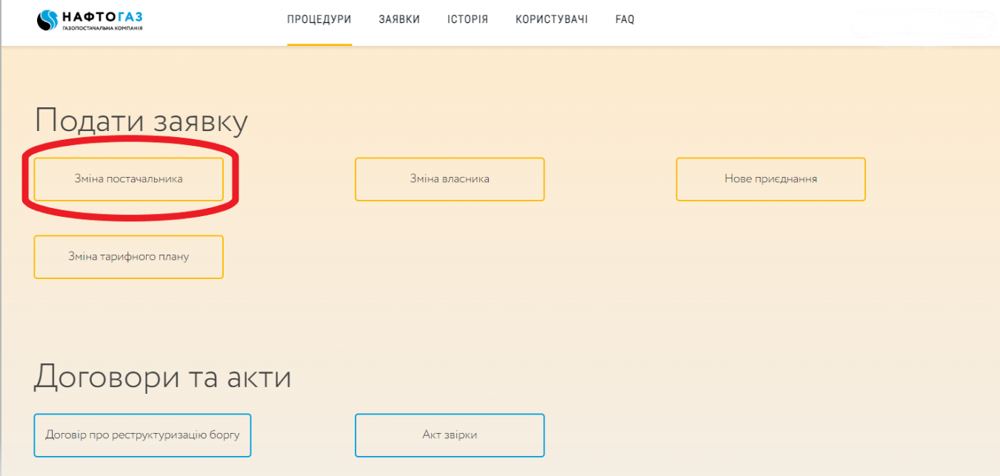 НАФТОГАЗ
ГАЗОПОСТАЧАЛЬНА КОМПАНІЯ
ПРОЦЕДУРИ ЗАЯВКИ ІСТОРІЯ КОРИСТУВАЧІ FAQ
Подати заявку
Зміна постачальника Зміна власника Нове приєднання
Зміна тарифного плану
Договори та акти
Договір про реструктуризацію боргу Акт звірки